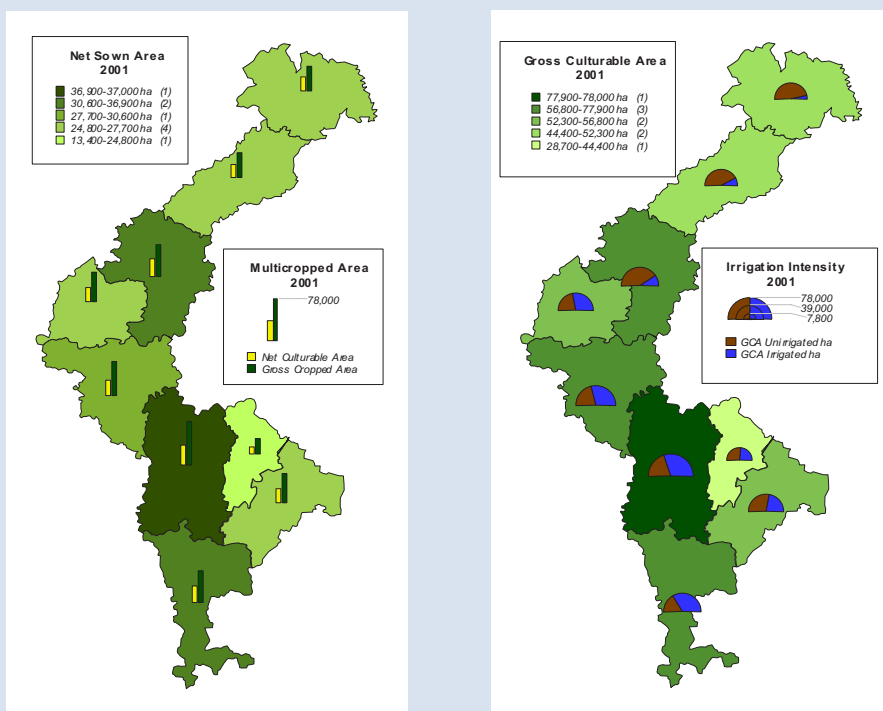 Net Sown Area
2001
36,900-37,000 ha (1)
30,600-36,900 ha (2)
27,700-30,600 ha (1)
24,800-27,700 ha (4)
13,400-24,800 ha (1)
Multicropped Area
2001
78,000
Net Culturable Area
Gross Cropped Area
Gross Culturable Area
2001
77,900-78,000 ha (1)
56,800-77,900 ha (3)
52,300-56,800 ha (2)
44,400-52,300 ha (2)
28,700-44,400 ha (1)
Irrigation Intensity
2001
78,000
39,000
7,800
GCA Unirrigated ha
GCA Irrigated ha